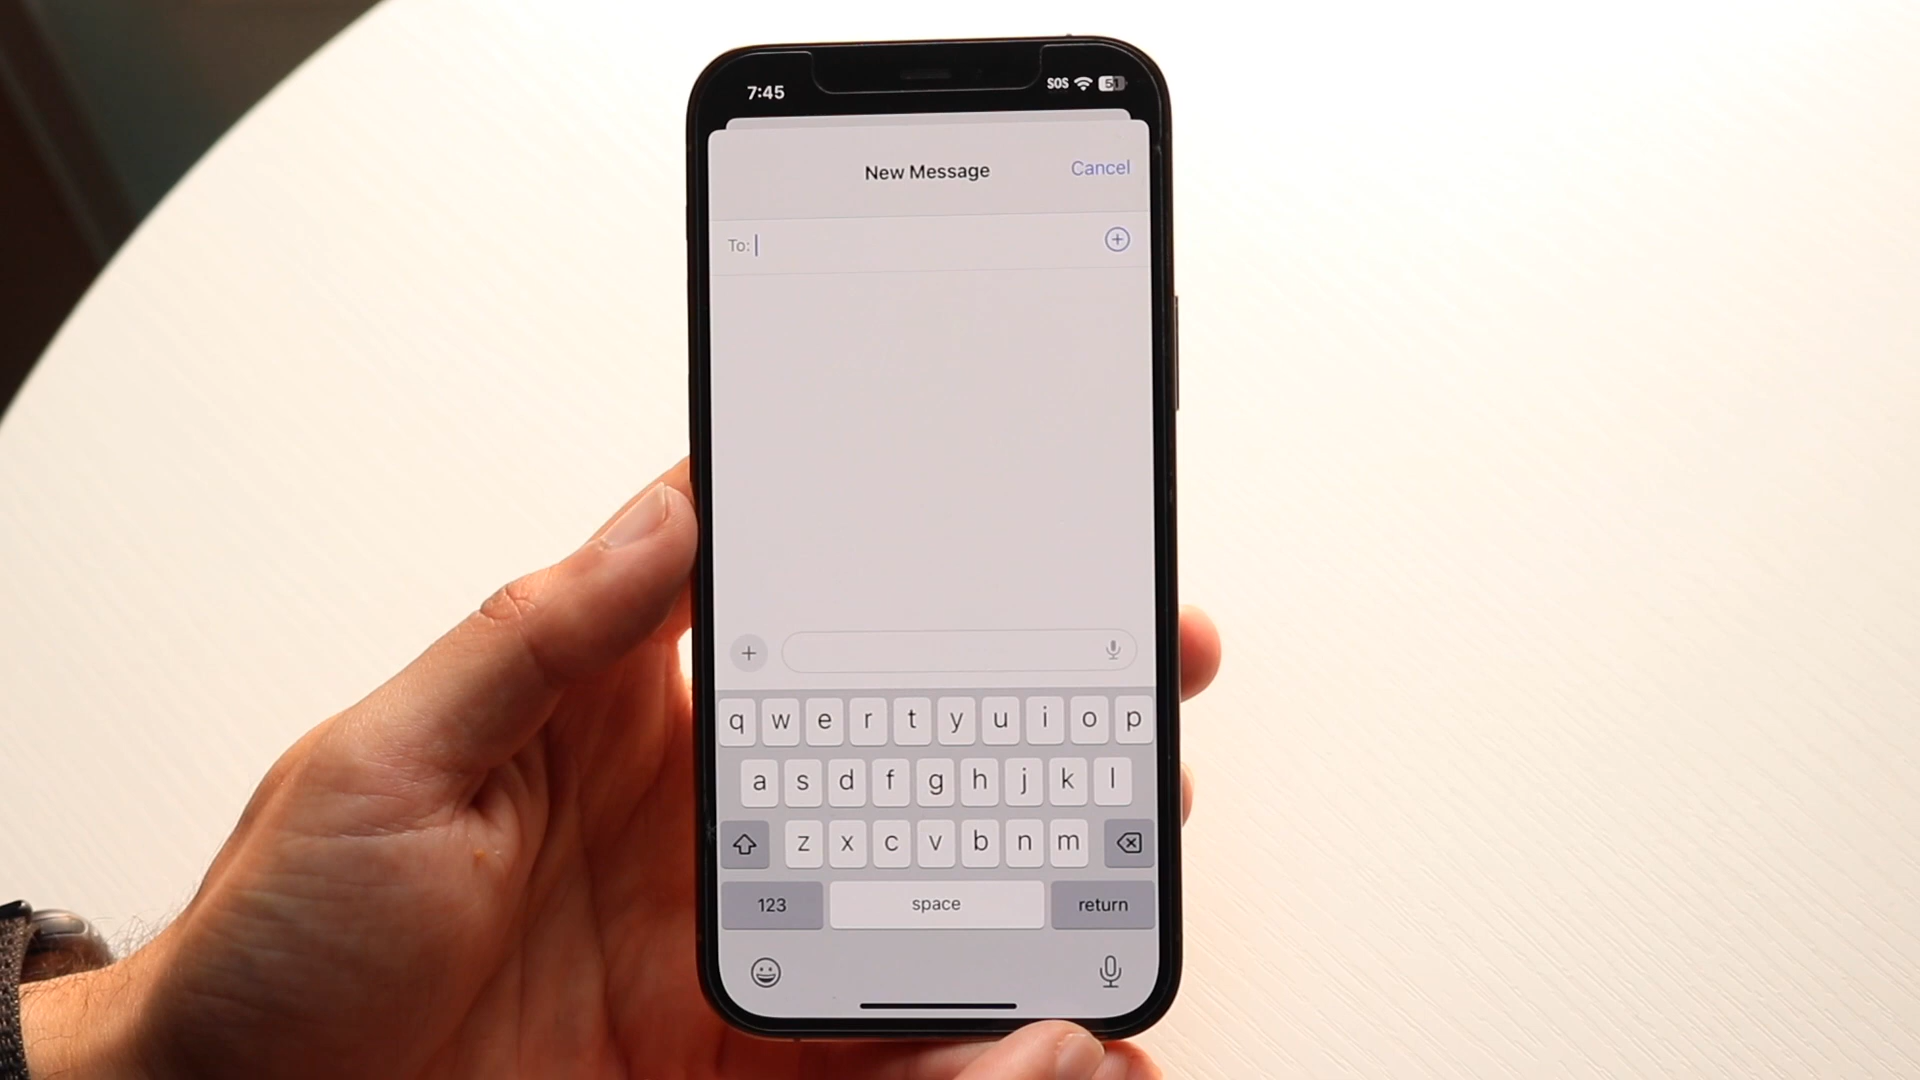 7:45 SOS 51
New Message Cancel
To:
q w e r t y u i o p
a s d f g h j k l
z x c v b n m
123 space return